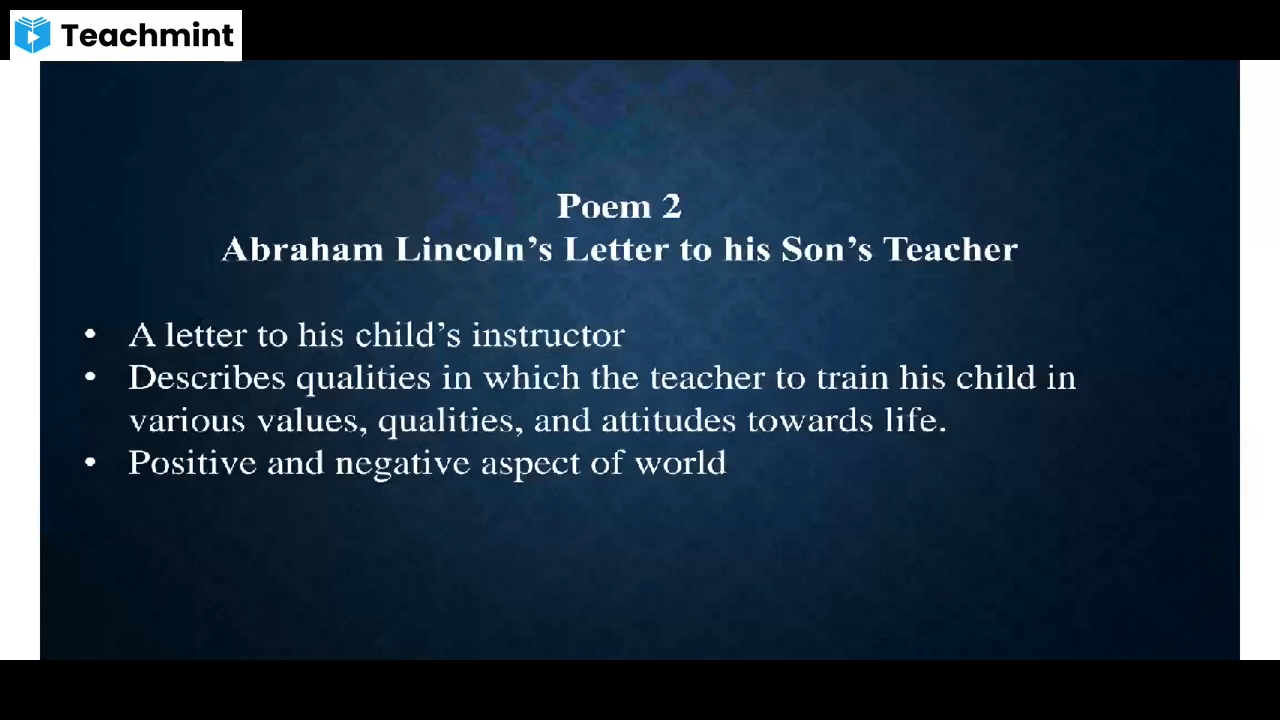 Teachmint
Poem 2
Abraham Lincoln’s Letter to his Son’s Teacher
• A letter to his child’s instructor
• Describes qualities in which the teacher to train his child in
various values, qualities, and attitudes towards life.
• Positive and negative aspect of world